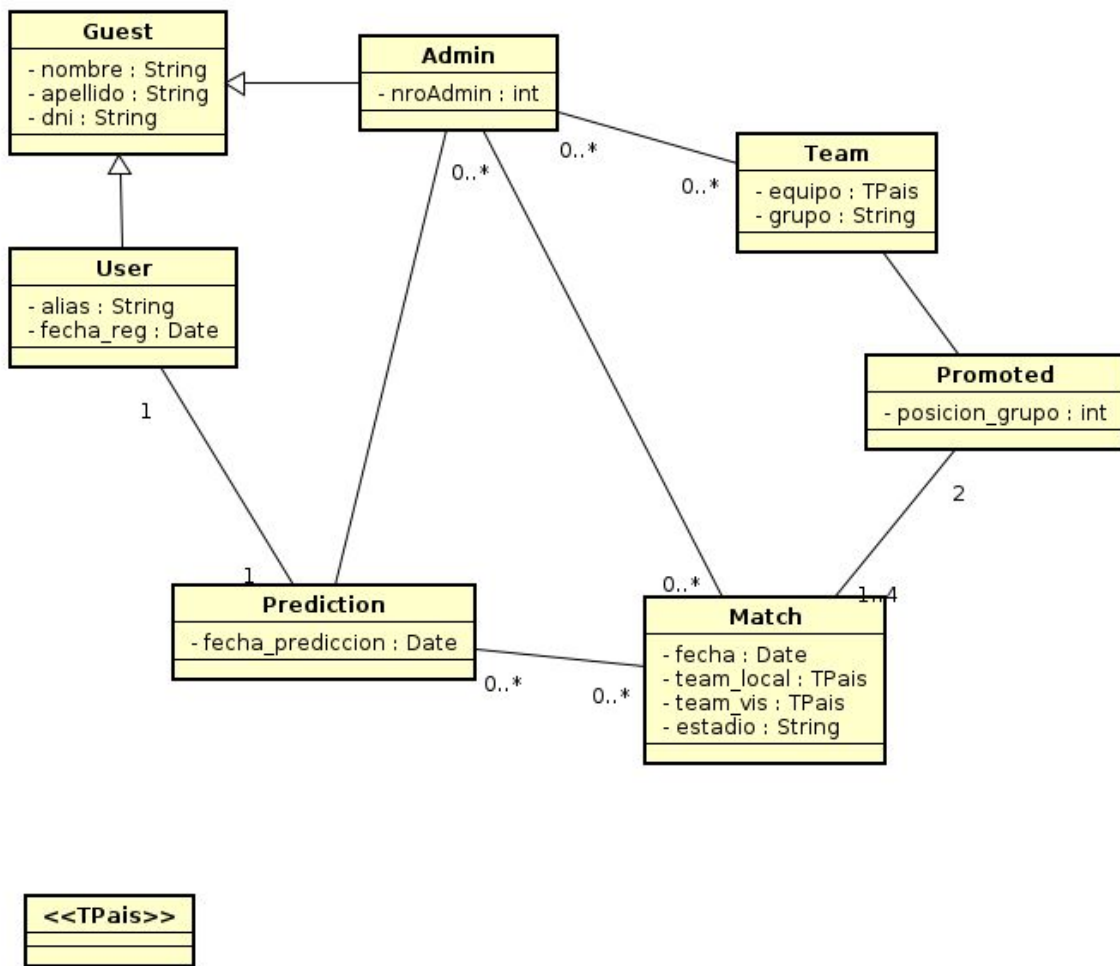 Guest
- nombre : String
- apellido : String
- dni : String
Admin
- nroAdmin : int
0..*
0..*
0..*
Team
- equipo : TPais
- grupo : String
User
- alias : String
- fecha_reg : Date
1
Promoted
- posicion_grupo : int
2
1
Prediction
- fecha_prediccion : Date
0..*
0..*
0..*
1..4
Match
- fecha : Date
- team_local : TPais
- team_vis : TPais
- estadio : String
<<TPais>>